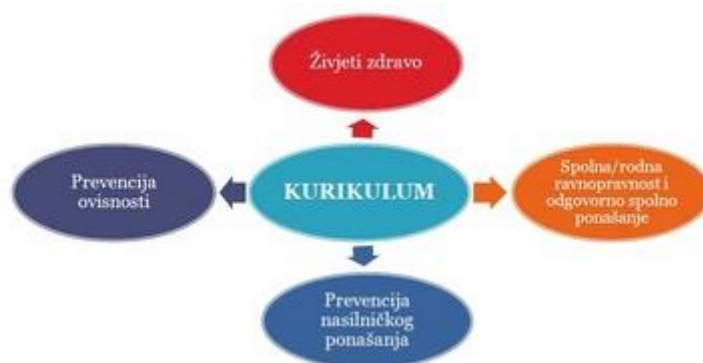 Živjeti zdravo
Prevencija
ovisnosti
KURIKULUM
Spolna/rodna
ravnopravnost i
odgovorno spolno
ponašanje
Prevencija
nasilničkog
ponašanja